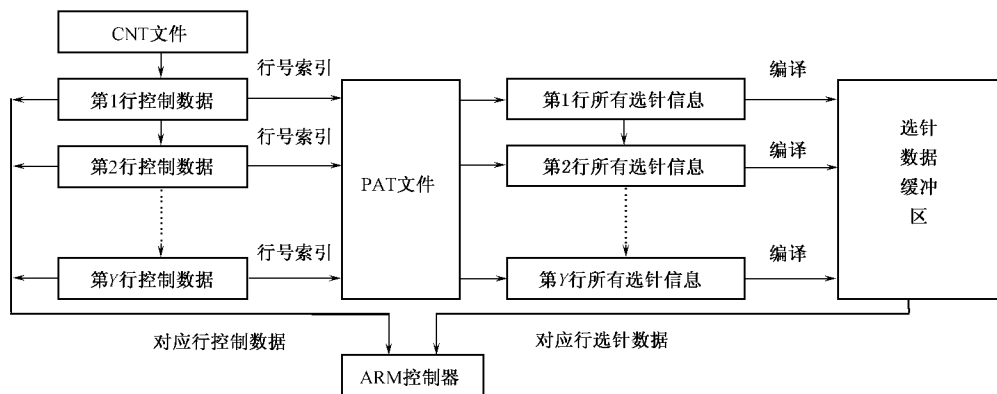 CNT文件
行号索引
编译
第1行控制数据
第1行所有选针信息
行号索引
编译
第2行控制数据
第2行所有选针信息
PAT文件
选针
数据
缓冲
区
行号索引
编译
第Y行控制数据
第Y行所有选针信息
对应行控制数据
对应行选针数据
ARM控制器